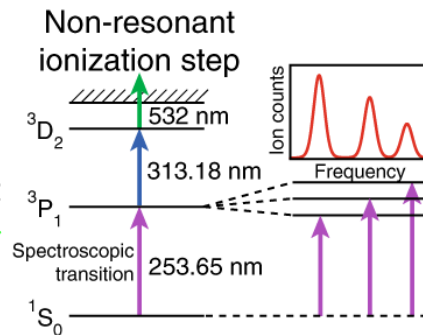 Non-resonant
ionization step
³D₂
532 nm
313.18 nm
³P₁
Spectroscopic
transition
253.65 nm
¹S₀
Ion counts
Frequency